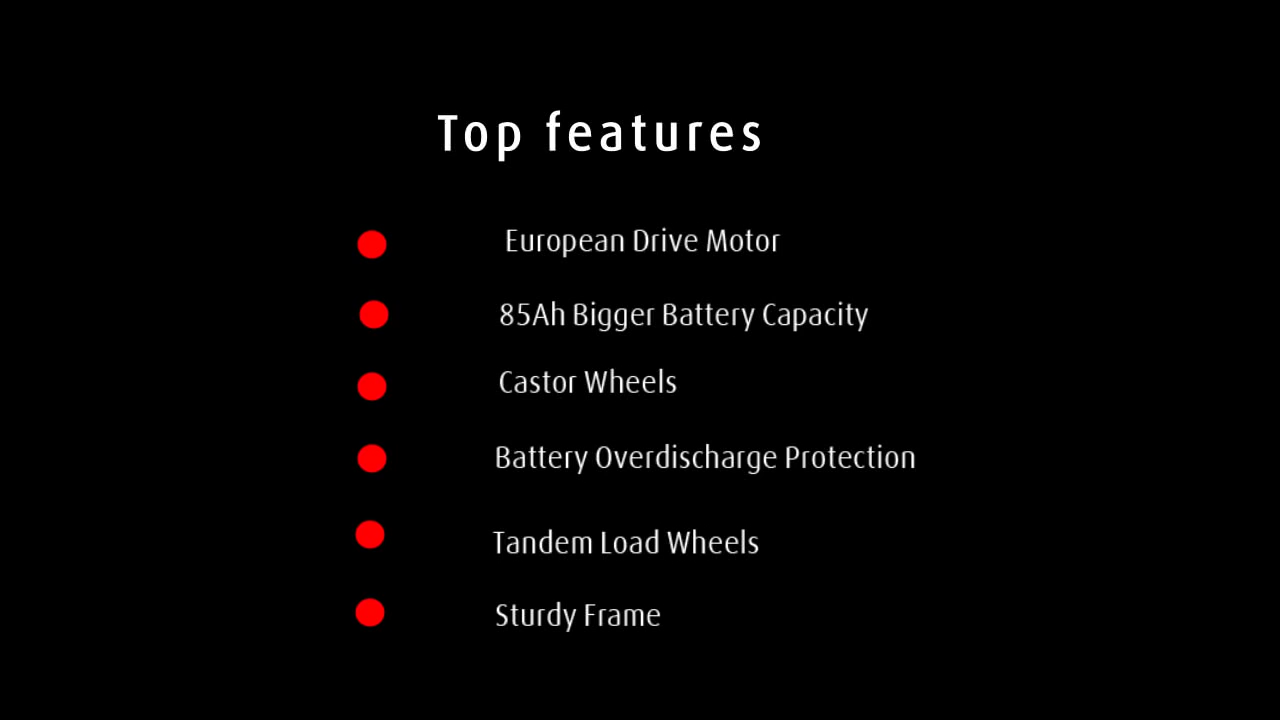 Top features
European Drive Motor
85Ah Bigger Battery Capacity
Castor Wheels
Battery Overdischarge Protection
Tandem Load Wheels
Sturdy Frame